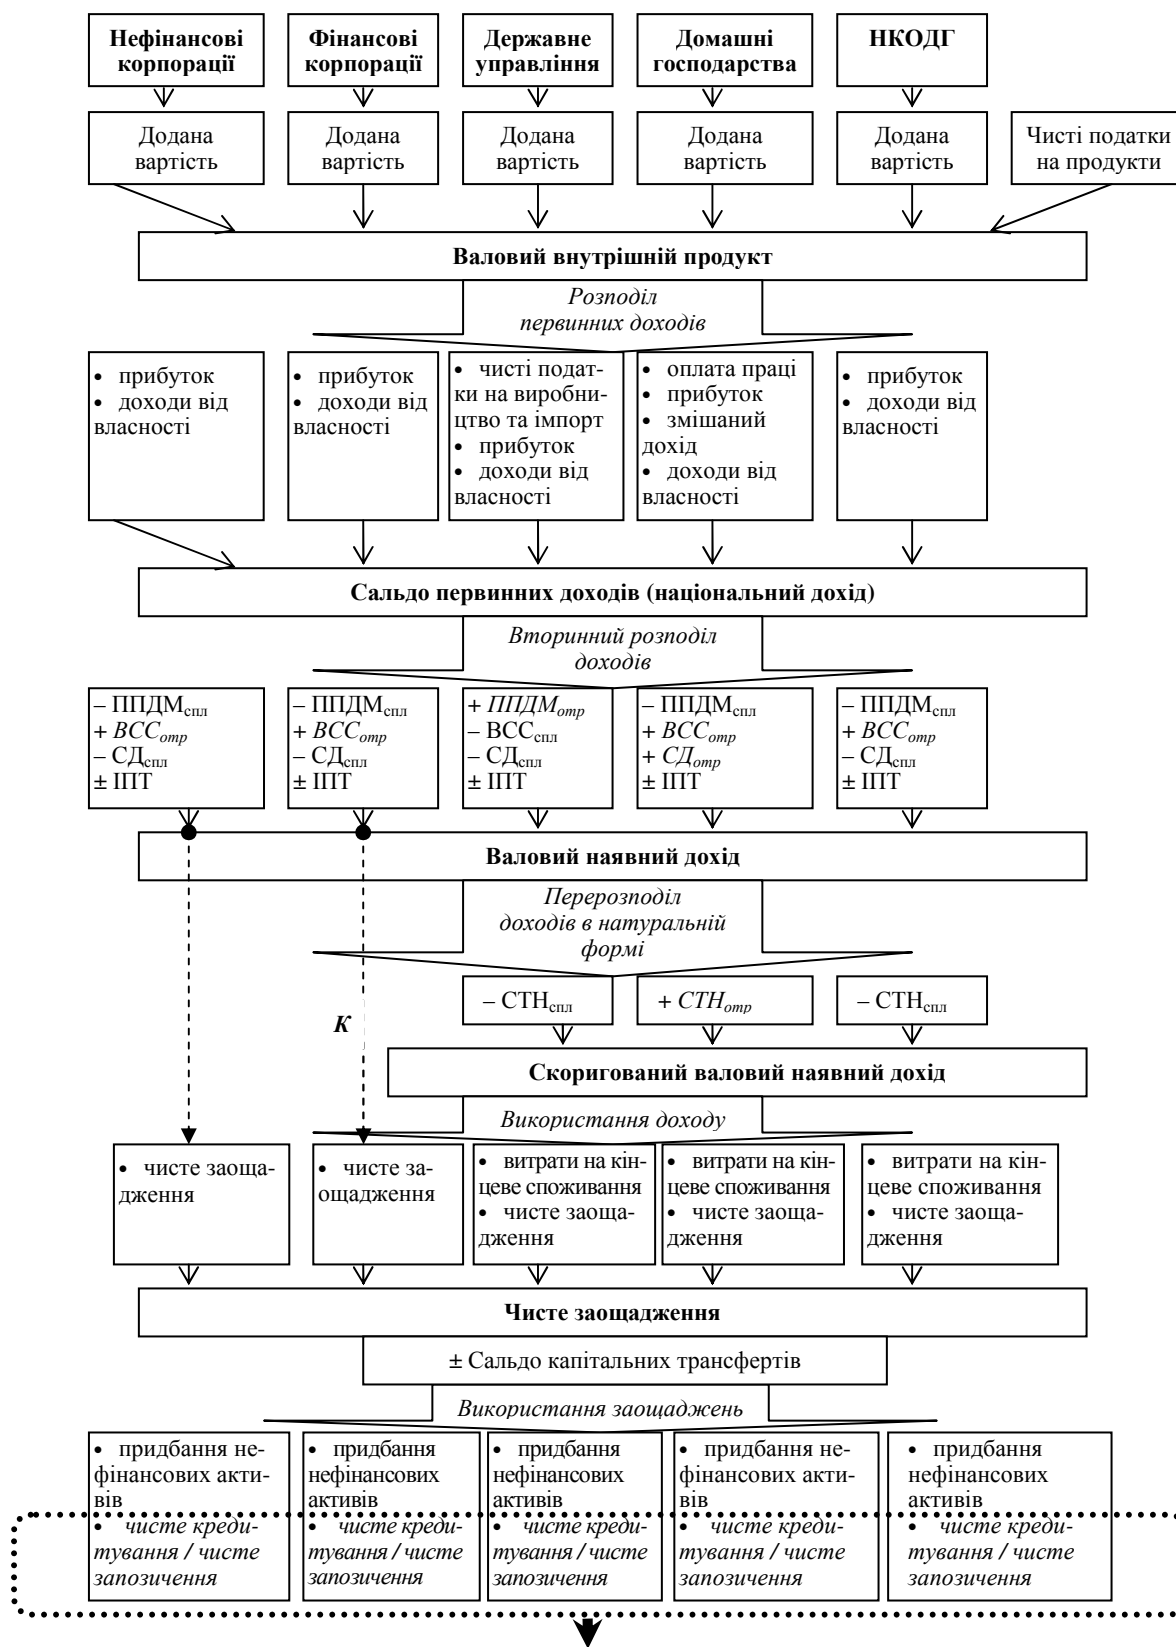 Нефінансові
корпорації
Фінансові
корпорації
Державне
управління
Домашні
господарства
НКОДГ
Додана
вартість
Додана
вартість
Додана
вартість
Додана
вартість
Додана
вартість
Чисті податки
на продукти
Валовий внутрішній продукт
Розподіл
первинних доходів
• прибуток
• доходи від
власності
• прибуток
• доходи від
власності
• чисті подат-
ки на виробни-
цтво та імпорт
• прибуток
• доходи від
власності
• оплата праці
• прибуток
• змішаний
дохід
• доходи від
власності
• прибуток
• доходи від
власності
Сальдо первинних доходів (національний дохід)
Вторинний розподіл
доходів
– ППДМспл
+ ВССотр
– СДспл
± ІПТ
– ППДМспл
+ ВССотр
– СДспл
± ІПТ
+ ППДМотр
– ВССспл
– СДспл
± ІПТ
– ППДМспл
+ ВССотр
+ СДотр
± ІПТ
– ППДМспл
+ ВССотр
– СДспл
± ІПТ
Валовий наявний дохід
Перерозподіл
доходів в натуральній
формі
– СТНспл
+ СТНотр
– СТНспл
К
Скоригований валовий наявний дохід
Використання доходу
• чисте заоща-
дження
• чисте за-
ощадження
• витрати на кін-
цеве споживання
• чисте заоща-
дження
• витрати на кін-
цеве споживання
• чисте заоща-
дження
• витрати на кін-
цеве споживання
• чисте заоща-
дження
Чисте заощадження
± Сальдо капітальних трансфертів
Використання заощаджень
• придбання не-
фінансових акти-
вів
• чисте креди-
тування / чисте
запозичення
• придбання
нефінансових
активів
• чисте креди-
тування / чисте
запозичення
• придбання
нефінансових
активів
• чисте креди-
тування / чисте
запозичення
• придбання не-
фінансових акти-
вів
• чисте креди-
тування / чисте
запозичення
• придбання
нефінансових
активів
• чисте креди-
тування / чисте
запозичення